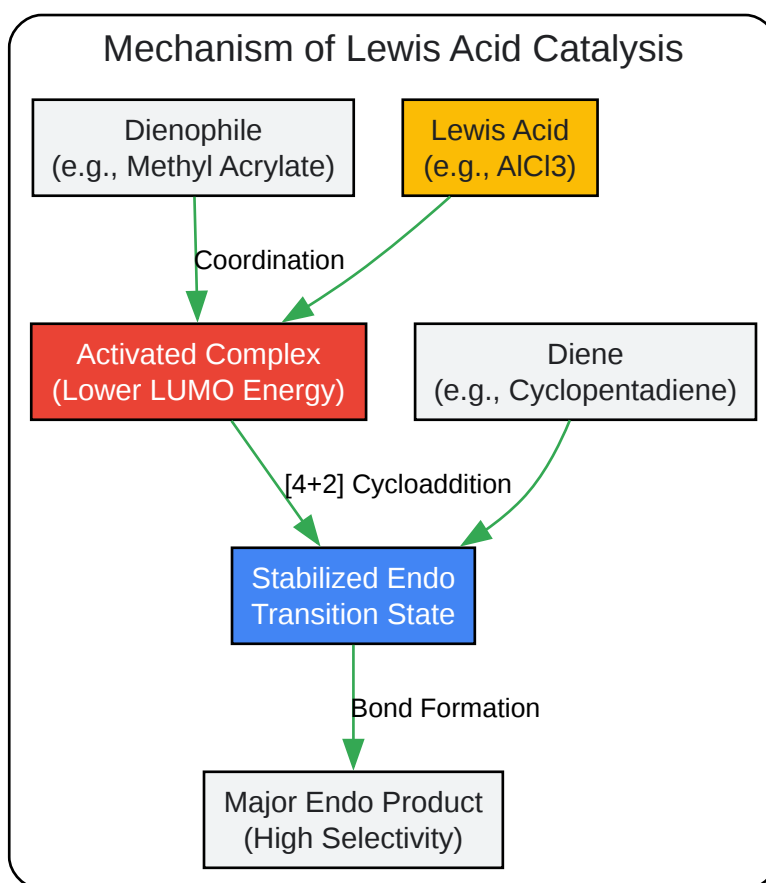 Mechanism of Lewis Acid Catalysis
Dienophile
(e.g., Methyl Acrylate)
Lewis Acid
(e.g., AlCl3)
Coordination
Activated Complex
(Lower LUMO Energy)
Diene
(e.g., Cyclopentadiene)
[4+2] Cycloaddition
Stabilized Endo
Transition State
Bond Formation
Major Endo Product
(High Selectivity)